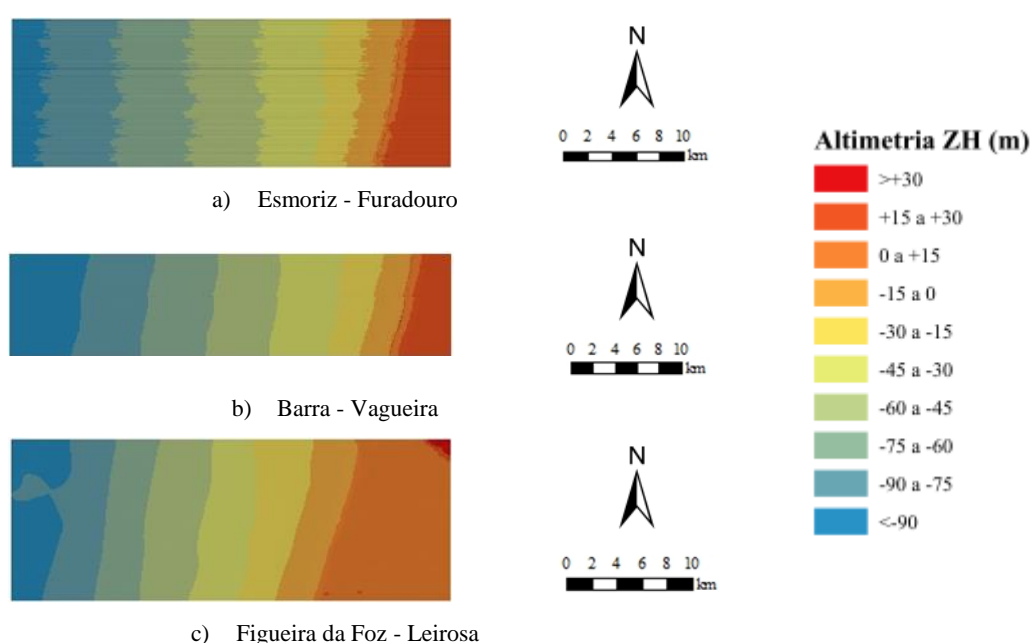 N
0 2 4 6 8 10
km
a) Esmoriz - Furadouro
N
0 2 4 6 8 10
km
b) Barra - Vagueira
N
0 2 4 6 8 10
km
c) Figueira da Foz - Leirosa
Altimetria ZH (m)
>+30
+15 a +30
0 a +15
-15 a 0
-30 a -15
-45 a -30
-60 a -45
-75 a -60
-90 a -75
<-90